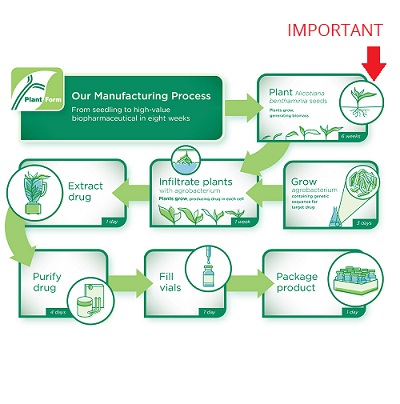 IMPORTANT
PlantForm
Our Manufacturing Process
From seedling to high-value
biopharmaceutical in eight weeks
Plant Nicotiana
benthamiana seeds
Plants grow,
generating biomass
6 weeks
Grow
agrobacterium
containing genetic
sequence for
target drug
3 days
Infiltrate plants
with agrobacterium
Plants grow, producing drug in each cell
1 week
Extract
drug
1 day
Purify
drug
4 days
Fill
vials
1 day
Package
product
1 day